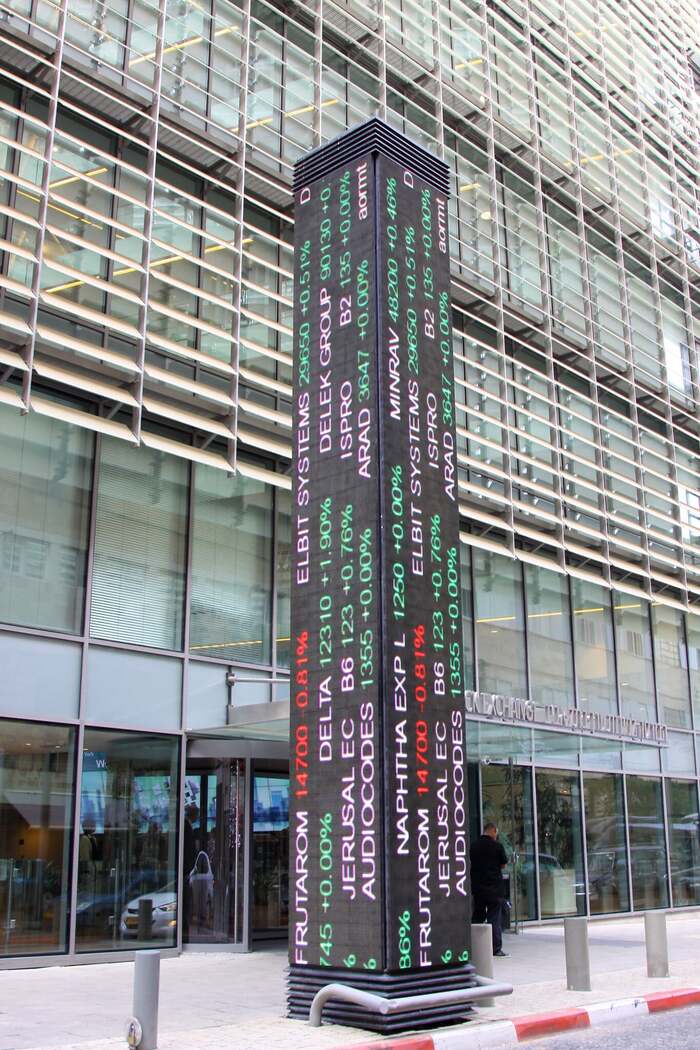 FRUTAROM 14700 -0.81% ELBIT SYSTEMS 29650 +0.51% D
745 +0.00% DELTA 12310 +1.90% DELEK GROUP 90130 +0.
JERUSAL EC B6 123 +0.76% ISPRO B2 135 +0.00%
AUDIOCODES 1355 +0.00% ARAD 3647 +0.00% aormt
86% NAPHTHA EXP L 1250 +0.00% MINRAV 48200 +0.46%
FRUTAROM 14700 -0.81% ELBIT SYSTEMS 29650 +0.51% D
JERUSAL EC B6 123 +0.76% ISPRO B2 135 +0.00%
AUDIOCODES 1355 +0.00% ARAD 3647 +0.00% aormt